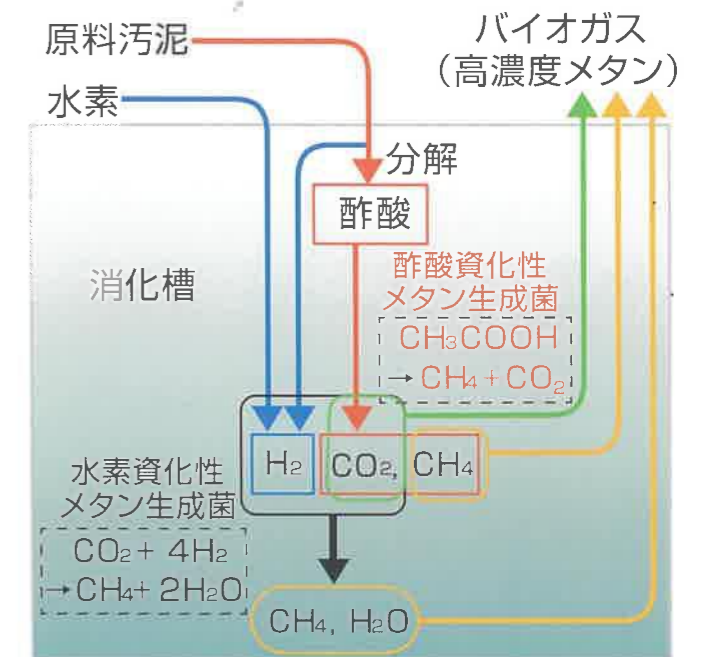 原料汚泥
バイオガス
（高濃度メタン）
水素
分解
酢酸
消化槽
酢酸資化性
メタン生成菌
CH₃COOH
→CH₄+CO₂
H₂
CO₂,
CH₄
水素資化性
メタン生成菌
CO₂+ 4H₂
→CH₄+ 2H₂O
CH₄, H₂O